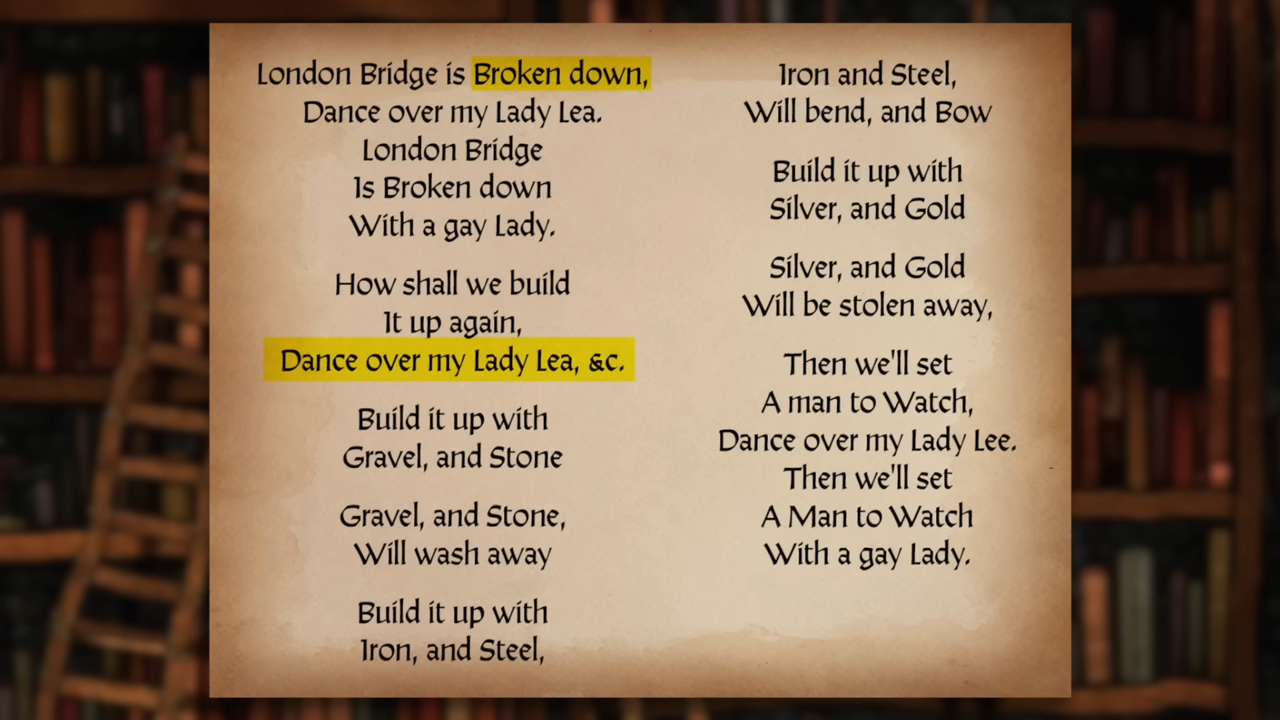 London Bridge is Broken down,
Dance over my Lady Lea.
London Bridge
Is Broken down
With a gay Lady.
How shall we build
It up again,
Dance over my Lady Lea, &c.
Build it up with
Gravel, and Stone
Gravel, and Stone,
Will wash away
Build it up with
Iron, and Steel,
Iron and Steel,
Will bend, and Bow
Build it up with
Silver, and Gold
Silver, and Gold
Will be stolen away,
Then we'll set
A man to Watch,
Dance over my Lady Lee.
Then we'll set
A Man to Watch
With a gay Lady.